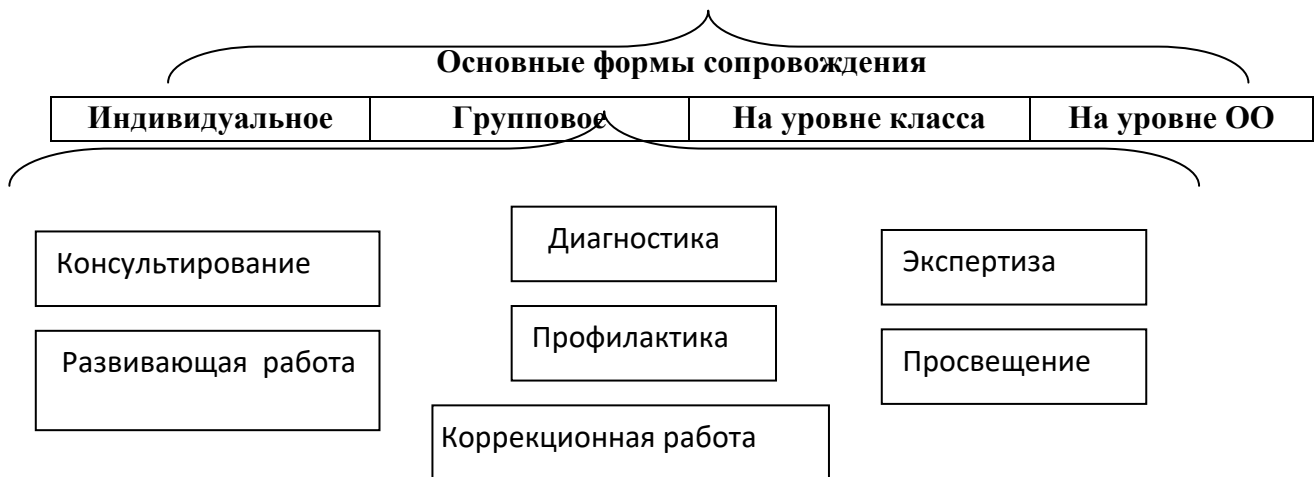 Основные формы сопровождения
Индивидуальное Групповое На уровне класса На уровне ОО
Консультирование
Диагностика
Экспертиза
Развивающая работа
Профилактика
Просвещение
Коррекционная работа